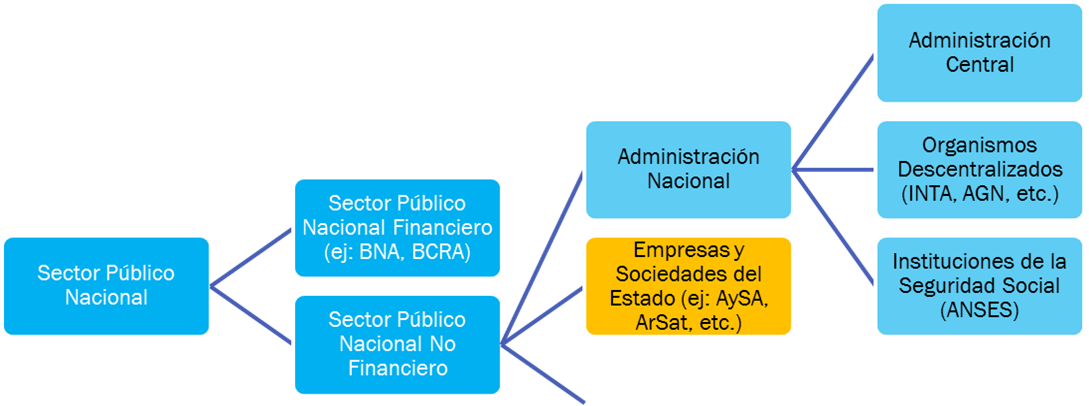 Sector Público
Nacional
Sector Público
Nacional Financiero
(ej: BNA, BCRA)
Sector Público
Nacional No
Financiero
Administración
Nacional
Empresas y
Sociedades del
Estado (ej: AySA,
ArSat, etc.)
Administración
Central
Organismos
Descentralizados
(INTA, AGN, etc.)
Instituciones de la
Seguridad Social
(ANSES)